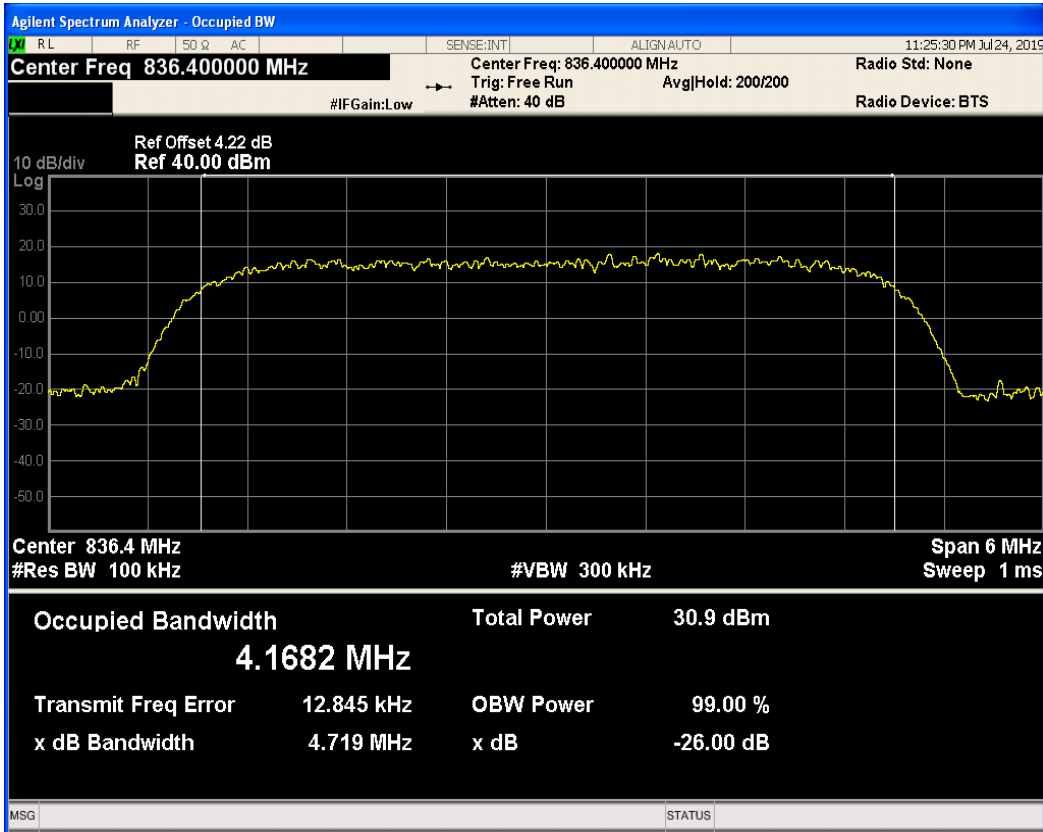 Agilent Spectrum Analyzer - Occupied BW
LXI RL RF 50 Ω AC SENSE:INT ALIGN AUTO 11:25:30 PM Jul 24, 2019
Center Freq 836.400000 MHz
Center Freq: 836.400000 MHz
Radio Std: None
Trig: Free Run Avg|Hold: 200/200
#IFGain:Low
#Atten: 40 dB
Radio Device: BTS
Ref Offset 4.22 dB
10 dB/div Ref 40.00 dBm
Log
30.0
20.0
10.0
0.00
-10.0
-20.0
-30.0
-40.0
-50.0
Center 836.4 MHz Span 6 MHz
#Res BW 100 kHz #VBW 300 kHz Sweep 1 ms
Occupied Bandwidth Total Power 30.9 dBm
4.1682 MHz
Transmit Freq Error 12.845 kHz OBW Power 99.00 %
x dB Bandwidth 4.719 MHz x dB -26.00 dB
MSG STATUS